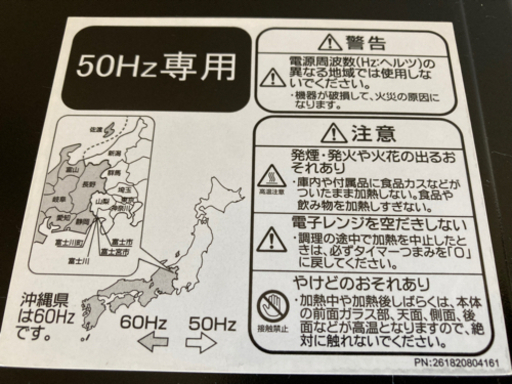 50Hz専用
警告
電源周波数(Hz:ヘルツ)の
異なる地域では使用しな
いでください。
・機器が破損して、火災の原因に
なります。
注意
発煙・発火や火花の出るお
それあり
高温注意
・庫内や付属品に食品カスなどが
ついたまま加熱しない。食品や
飲み物を加熱しすぎない。
電子レンジを空だきしない
・調理の途中で加熱を中止したと
きは、必ずタイマーつまみを「0」
に戻してください。
やけどのおそれあり
接触禁止
・加熱中や加熱後しばらくは、本体
の前面ガラス部、天面、側面、後
面などが高温となりますので、絶
対に触れないでください。
佐渡
新潟
富山
群馬
長野
埼玉
岐阜
山梨
東京
神奈川
愛知
静岡
富士川町
富士市
富士宮市
富士川
沖縄県
は60Hz
です。
60Hz
50Hz
PN:261820804161